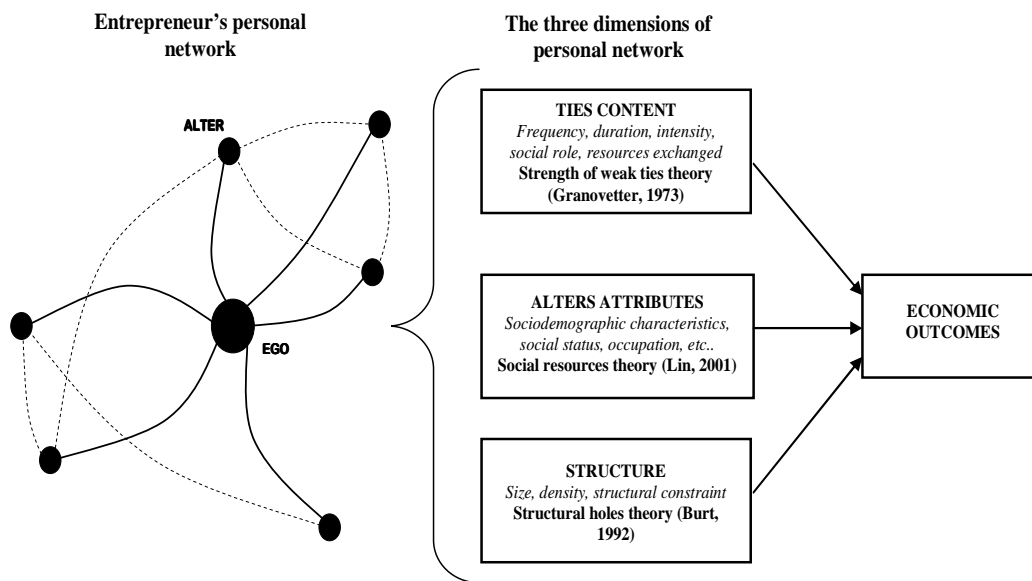 Entrepreneur's personal
network
ALTER
EGO
The three dimensions of
personal network
TIES CONTENT
Frequency, duration, intensity,
social role, resources exchanged
Strength of weak ties theory
(Granovetter, 1973)
ALTERS ATTRIBUTES
Sociodemographic characteristics,
social status, occupation, etc..
Social resources theory (Lin, 2001)
STRUCTURE
Size, density, structural constraint
Structural holes theory (Burt,
1992)
ECONOMIC
OUTCOMES